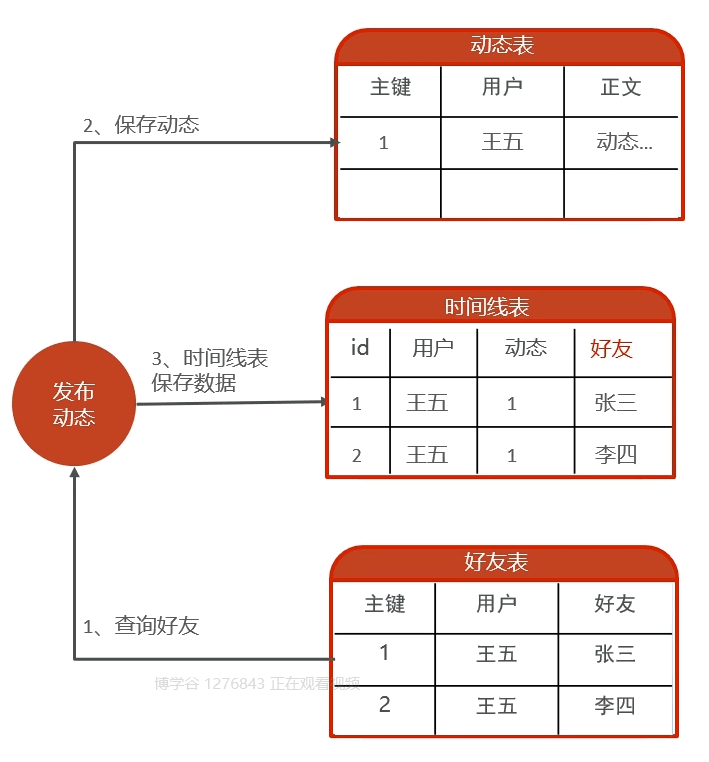 动态表
主键 用户 正文
1 王五 动态...
2、保存动态
时间线表
id 用户 动态 好友
1 王五 1 张三
2 王五 1 李四
3、时间线表
保存数据
发布
动态
好友表
主键 用户 好友
1 王五 张三
2 王五 李四
1、查询好友
博学谷 1276843 正在观看视频